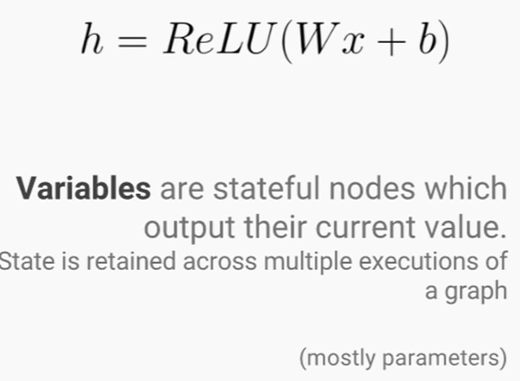 h = ReLU(Wx + b)
Variables are stateful nodes which
output their current value.
State is retained across multiple executions of
a graph
(mostly parameters)